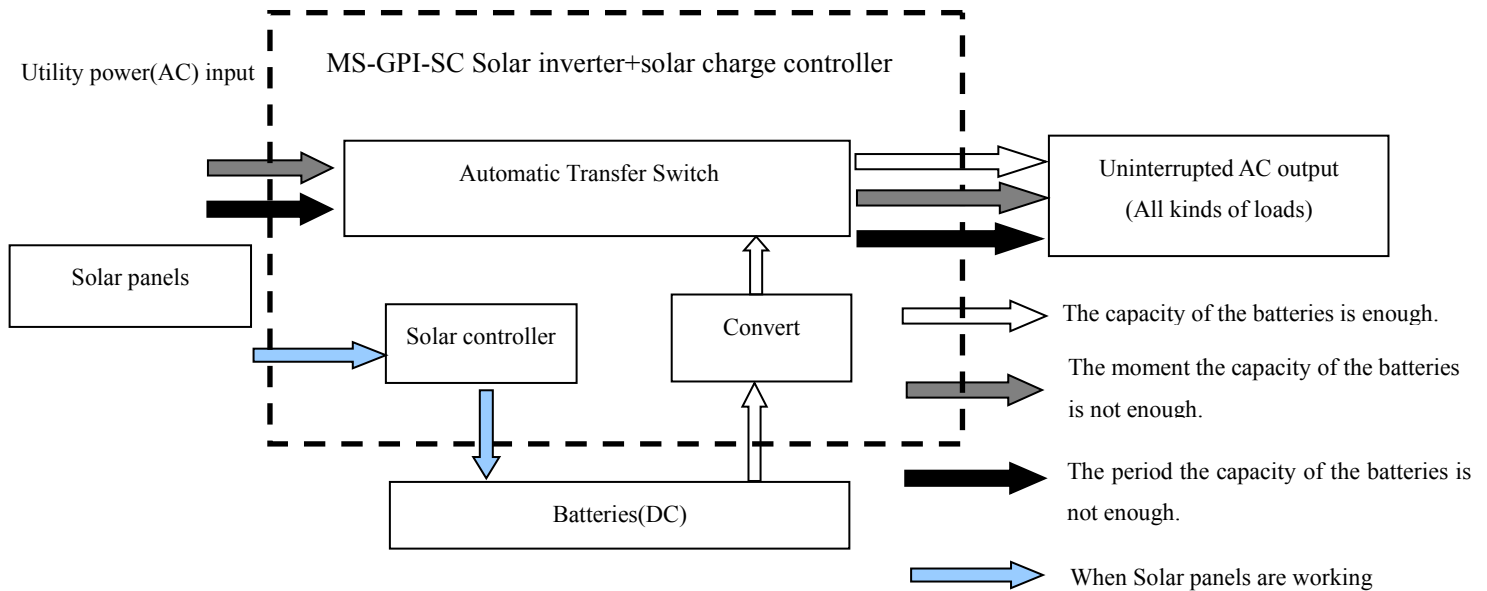 MS-GPI-SC Solar inverter+solar charge controller
Utility power(AC) input
Automatic Transfer Switch
Uninterrupted AC output
(All kinds of loads)
Solar panels
Solar controller
Convert
Batteries(DC)
The capacity of the batteries is enough.
The moment the capacity of the batteries
is not enough.
The period the capacity of the batteries is
not enough.
When Solar panels are working